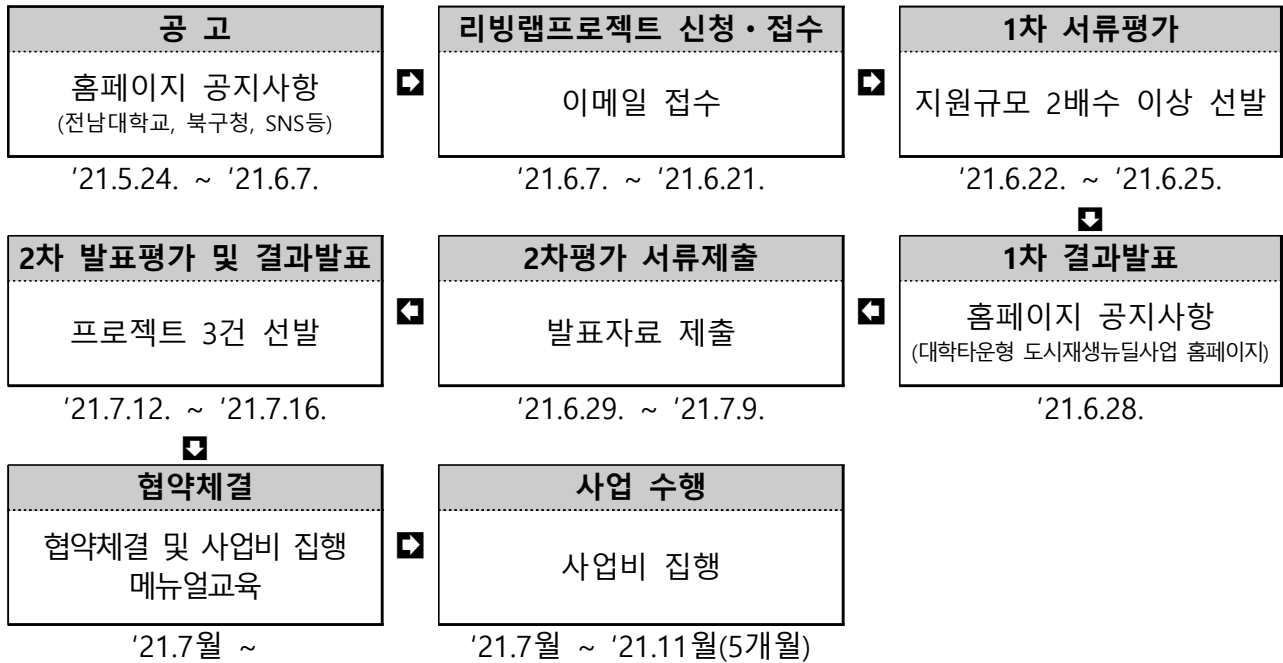 공 고
홈페이지 공지사항
(전남대학교, 북구청, SNS등)
'21.5.24. ~ '21.6.7.
리빙랩프로젝트 신청・접수
이메일 접수
'21.6.7. ~ '21.6.21.
1차 서류평가
지원규모 2배수 이상 선발
'21.6.22. ~ '21.6.25.
1차 결과발표
홈페이지 공지사항
(대학타운형 도시재생뉴딜사업 홈페이지)
'21.6.28.
2차평가 서류제출
발표자료 제출
'21.6.29. ~ '21.7.9.
2차 발표평가 및 결과발표
프로젝트 3건 선발
'21.7.12. ~ '21.7.16.
협약체결
협약체결 및 사업비 집행
메뉴얼교육
'21.7월 ~
사업 수행
사업비 집행
'21.7월 ~ '21.11월(5개월)